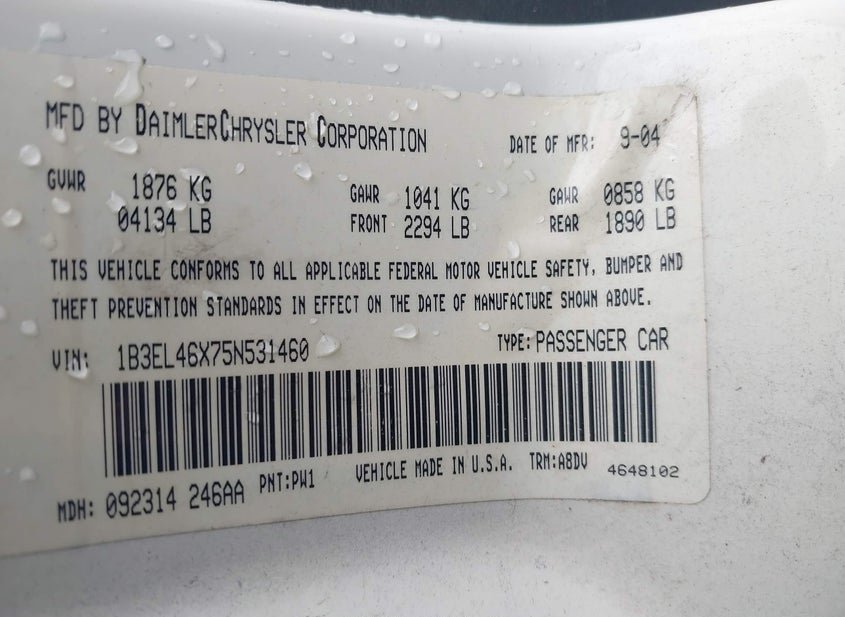 MFD BY DAIMLERCHRYSLER CORPORATION DATE OF MFR: 9-04
GVWR 1876 KG GAWR 1041 KG GAWR 0858 KG
04134 LB FRONT 2294 LB REAR 1890 LB
THIS VEHICLE CONFORMS TO ALL APPLICABLE FEDERAL MOTOR VEHICLE SAFETY, BUMPER AND
THEFT PREVENTION STANDARDS IN EFFECT ON THE DATE OF MANUFACTURE SHOWN ABOVE.
VIN: 1B3EL46X75N531460 TYPE: PASSENGER CAR
MDH: 092314 246AA PNT:PW1 VEHICLE MADE IN U.S.A. TRM:A8DV 4648102